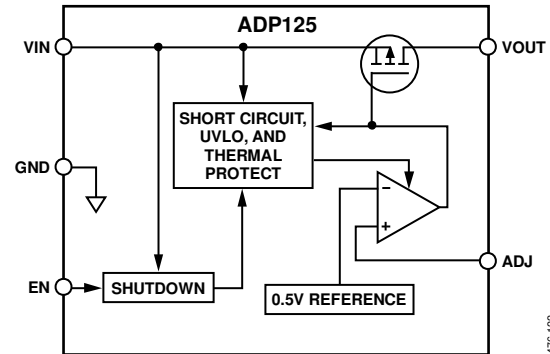 ADP125
VIN
VOUT
SHORT CIRCUIT,
UVLO, AND
THERMAL
PROTECT
GND
−
+
ADJ
EN
SHUTDOWN
0.5V REFERENCE